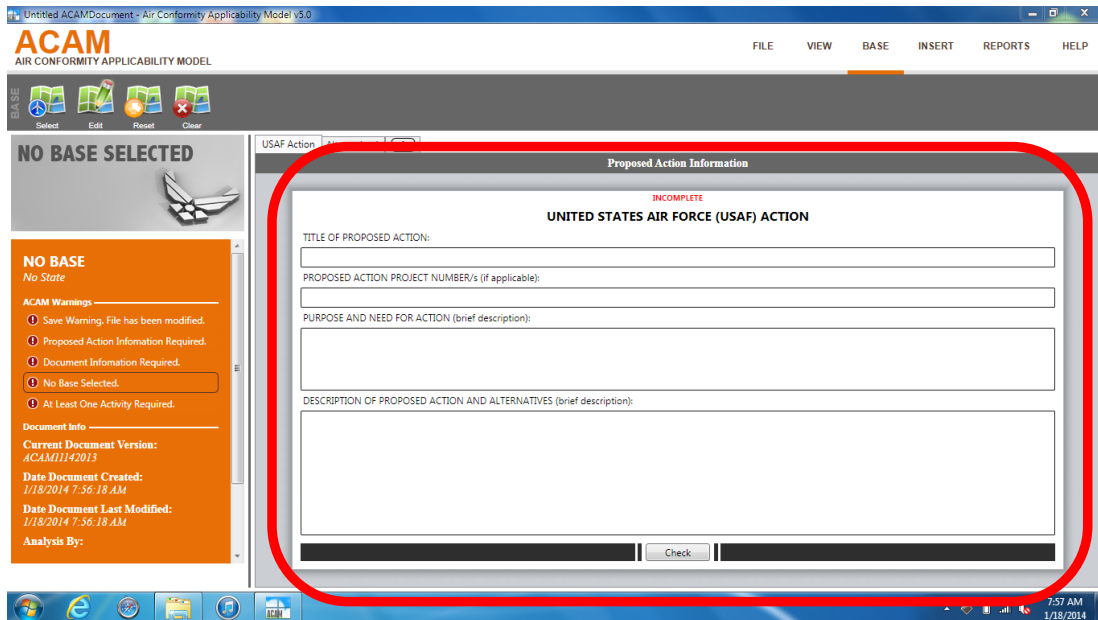 Untitled ACAMDocument - Air Conformity Applicability Model v5.0
ACAM
AIR CONFORMITY APPLICABILITY MODEL
FILE VIEW BASE INSERT REPORTS HELP
BASE
Select Edit Reset Clear
NO BASE SELECTED
USAF Action
Proposed Action Information
INCOMPLETE
UNITED STATES AIR FORCE (USAF) ACTION
TITLE OF PROPOSED ACTION:
PROPOSED ACTION PROJECT NUMBER/s (if applicable):
PURPOSE AND NEED FOR ACTION (brief description):
DESCRIPTION OF PROPOSED ACTION AND ALTERNATIVES (brief description):
Check
NO BASE
No State
ACAM Warnings
Save Warning. File has been modified.
Proposed Action Infomation Required.
Document Infomation Required.
No Base Selected.
At Least One Activity Required.
Document Info
Current Document Version:
ACAM11142013
Date Document Created:
1/18/2014 7:56:18 AM
Date Document Last Modified:
1/18/2014 7:56:18 AM
Analysis By:
ACAM
7:57 AM
1/18/2014